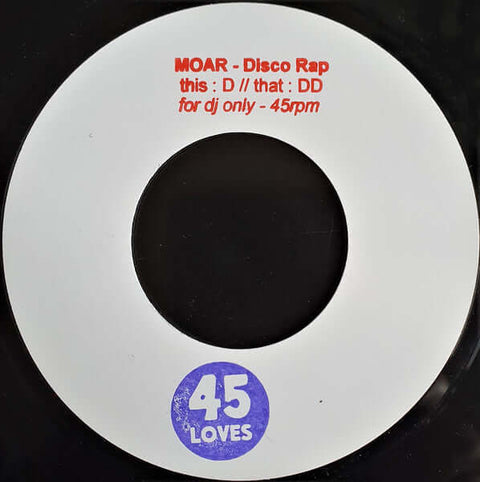 MOAR - Disco Rap
this : D // that : DD
for dj only - 45rpm
45
LOVES